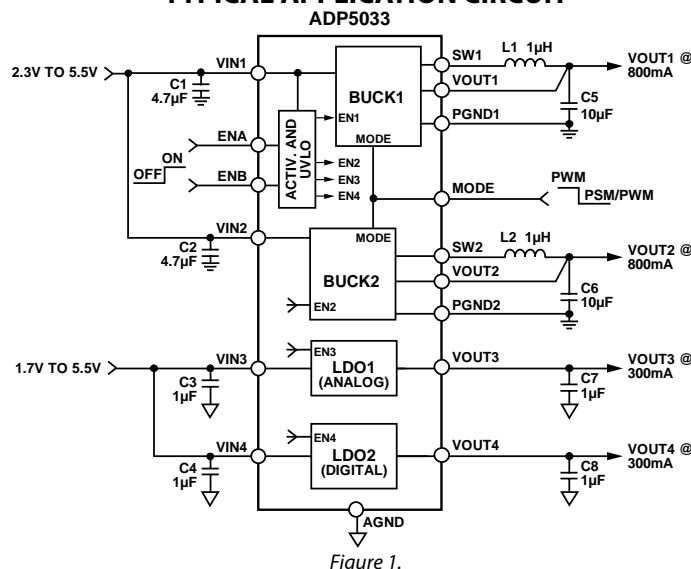 TYPICAL APPLICATION CIRCUIT
ADP5033
2.3V TO 5.5V
VIN1
C1
4.7µF
SW1
L1 1µH
VOUT1 @
800mA
VOUT1
BUCK1
C5
10µF
PGND1
MODE
ACTIV. AND
UVLO
EN1
EN2
EN3
EN4
ENA
ENB
ON
OFF
MODE
PWM
PSM/PWM
VIN2
C2
4.7µF
MODE
BUCK2
EN2
SW2
L2 1µH
VOUT2 @
800mA
VOUT2
C6
10µF
PGND2
1.7V TO 5.5V
VIN3
C3
1µF
EN3
LDO1
(ANALOG)
VOUT3
VOUT3 @
300mA
C7
1µF
VIN4
C4
1µF
EN4
LDO2
(DIGITAL)
VOUT4
VOUT4 @
300mA
C8
1µF
AGND
Figure 1.